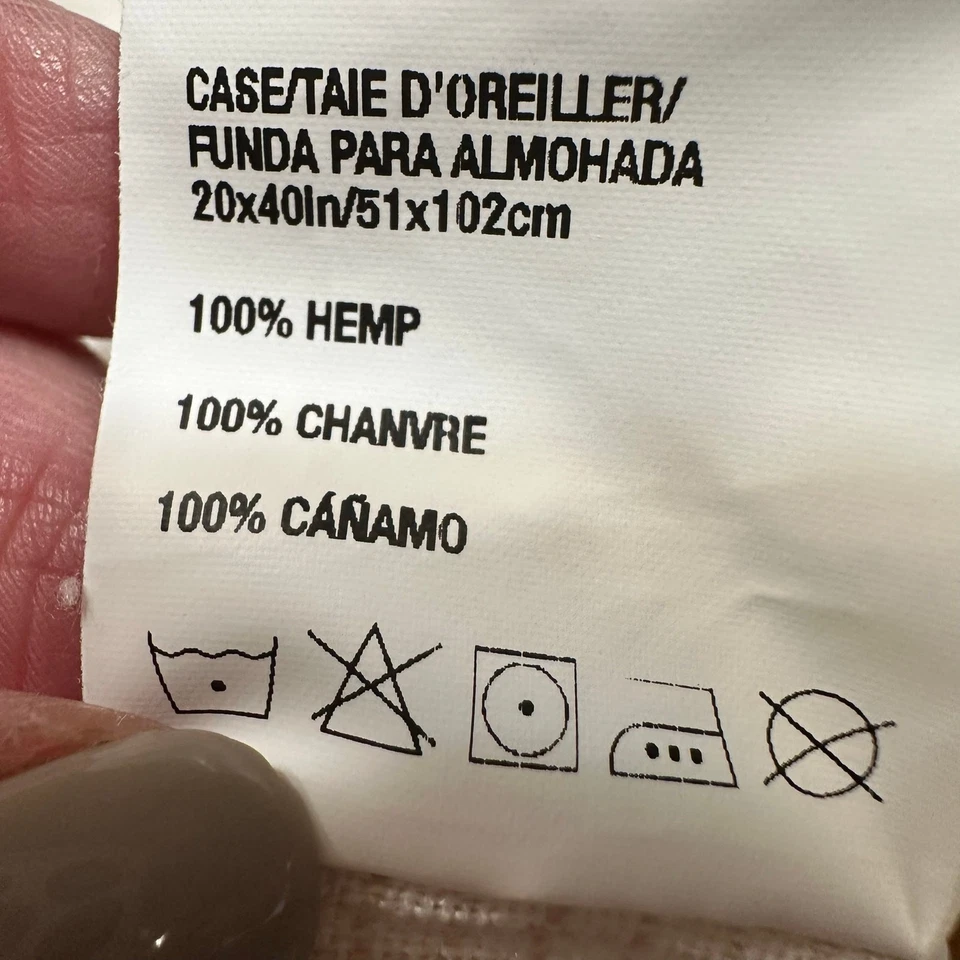 CASE/TAIE D'OREILLER/
FUNDA PARA ALMOHADA
20x40in/51x102cm
100% HEMP
100% CHANVRE
100% CÁÑAMO